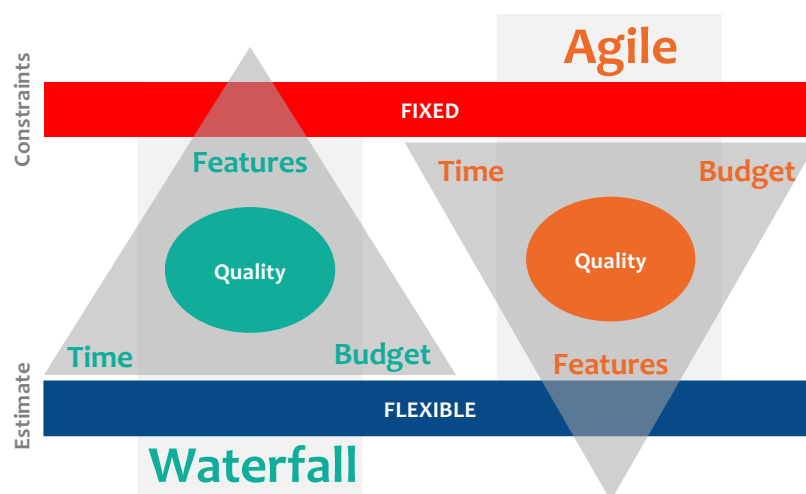 Agile
Constraints
FIXED
Features
Time
Budget
Quality
Quality
Time
Budget
Features
Estimate
FLEXIBLE
Waterfall